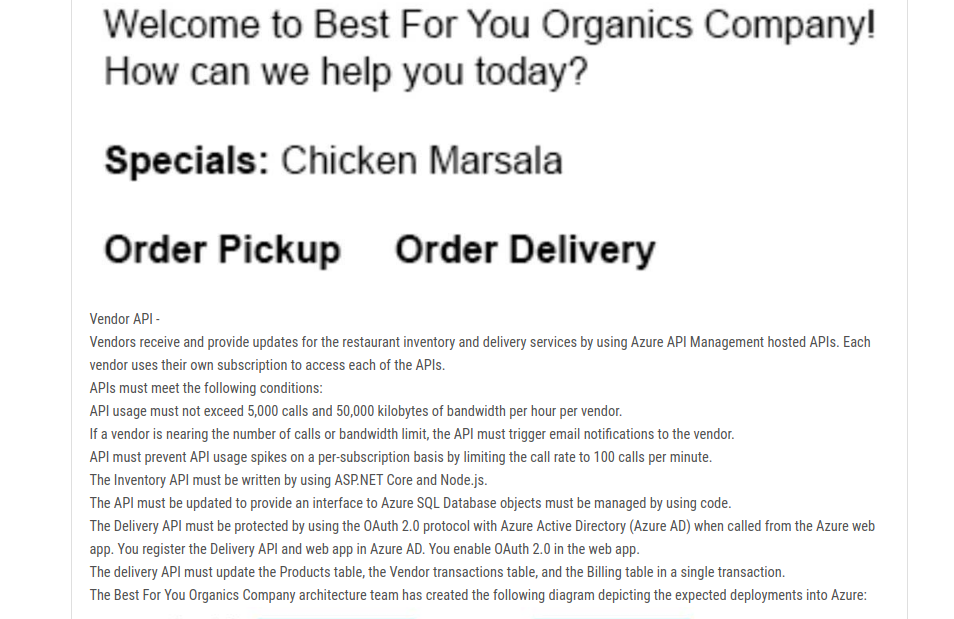 Welcome to Best For You Organics Company!
How can we help you today?
Specials: Chicken Marsala
Order Pickup Order Delivery
Vendor API -
Vendors receive and provide updates for the restaurant inventory and delivery services by using Azure API Management hosted APIs. Each
vendor uses their own subscription to access each of the APIs.
APIs must meet the following conditions:
API usage must not exceed 5,000 calls and 50,000 kilobytes of bandwidth per hour per vendor.
If a vendor is nearing the number of calls or bandwidth limit, the API must trigger email notifications to the vendor.
API must prevent API usage spikes on a per-subscription basis by limiting the call rate to 100 calls per minute.
The Inventory API must be written by using ASP.NET Core and Node.js.
The API must be updated to provide an interface to Azure SQL Database objects must be managed by using code.
The Delivery API must be protected by using the OAuth 2.0 protocol with Azure Active Directory (Azure AD) when called from the Azure web
app. You register the Delivery API and web app in Azure AD. You enable OAuth 2.0 in the web app.
The delivery API must update the Products table, the Vendor transactions table, and the Billing table in a single transaction.
The Best For You Organics Company architecture team has created the following diagram depicting the expected deployments into Azure: